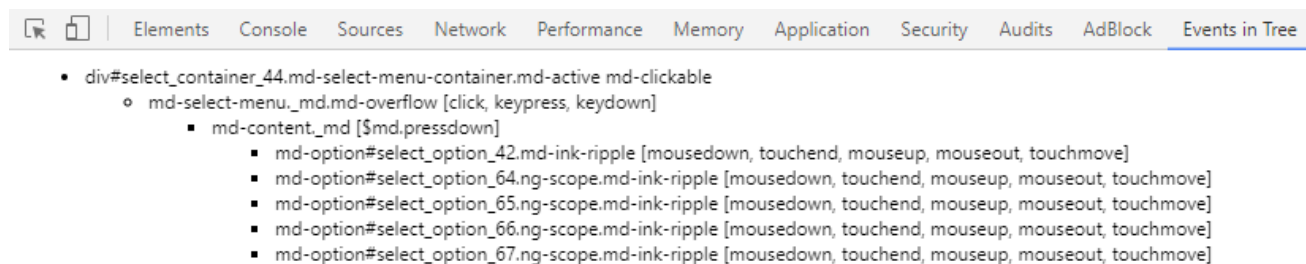 Elements Console Sources Network Performance Memory Application Security Audits AdBlock Events in Tree
div#select_container_44.md-select-menu-container.md-active md-clickable
md-select-menu._md.md-overflow [click, keypress, keydown]
md-content._md [$md.pressdown]
md-option#select_option_42.md-ink-ripple [mousedown, touchend, mouseup, mouseout, touchmove]
md-option#select_option_64.ng-scope.md-ink-ripple [mousedown, touchend, mouseup, mouseout, touchmove]
md-option#select_option_65.ng-scope.md-ink-ripple [mousedown, touchend, mouseup, mouseout, touchmove]
md-option#select_option_66.ng-scope.md-ink-ripple [mousedown, touchend, mouseup, mouseout, touchmove]
md-option#select_option_67.ng-scope.md-ink-ripple [mousedown, touchend, mouseup, mouseout, touchmove]